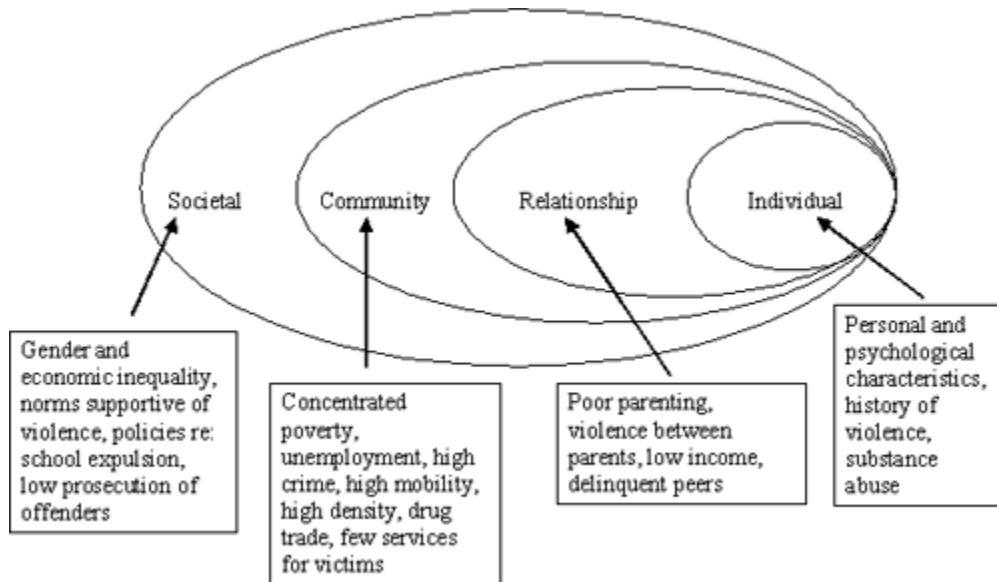 Societal
Community
Relationship
Individual
Gender and
economic inequality,
norms supportive of
violence, policies re:
school expulsion,
low prosecution of
offenders
Concentrated
poverty,
unemployment, high
crime, high mobility,
high density, drug
trade, few services
for victims
Poor parenting,
violence between
parents, low income,
delinquent peers
Personal and
psychological
characteristics,
history of
violence,
substance
abuse